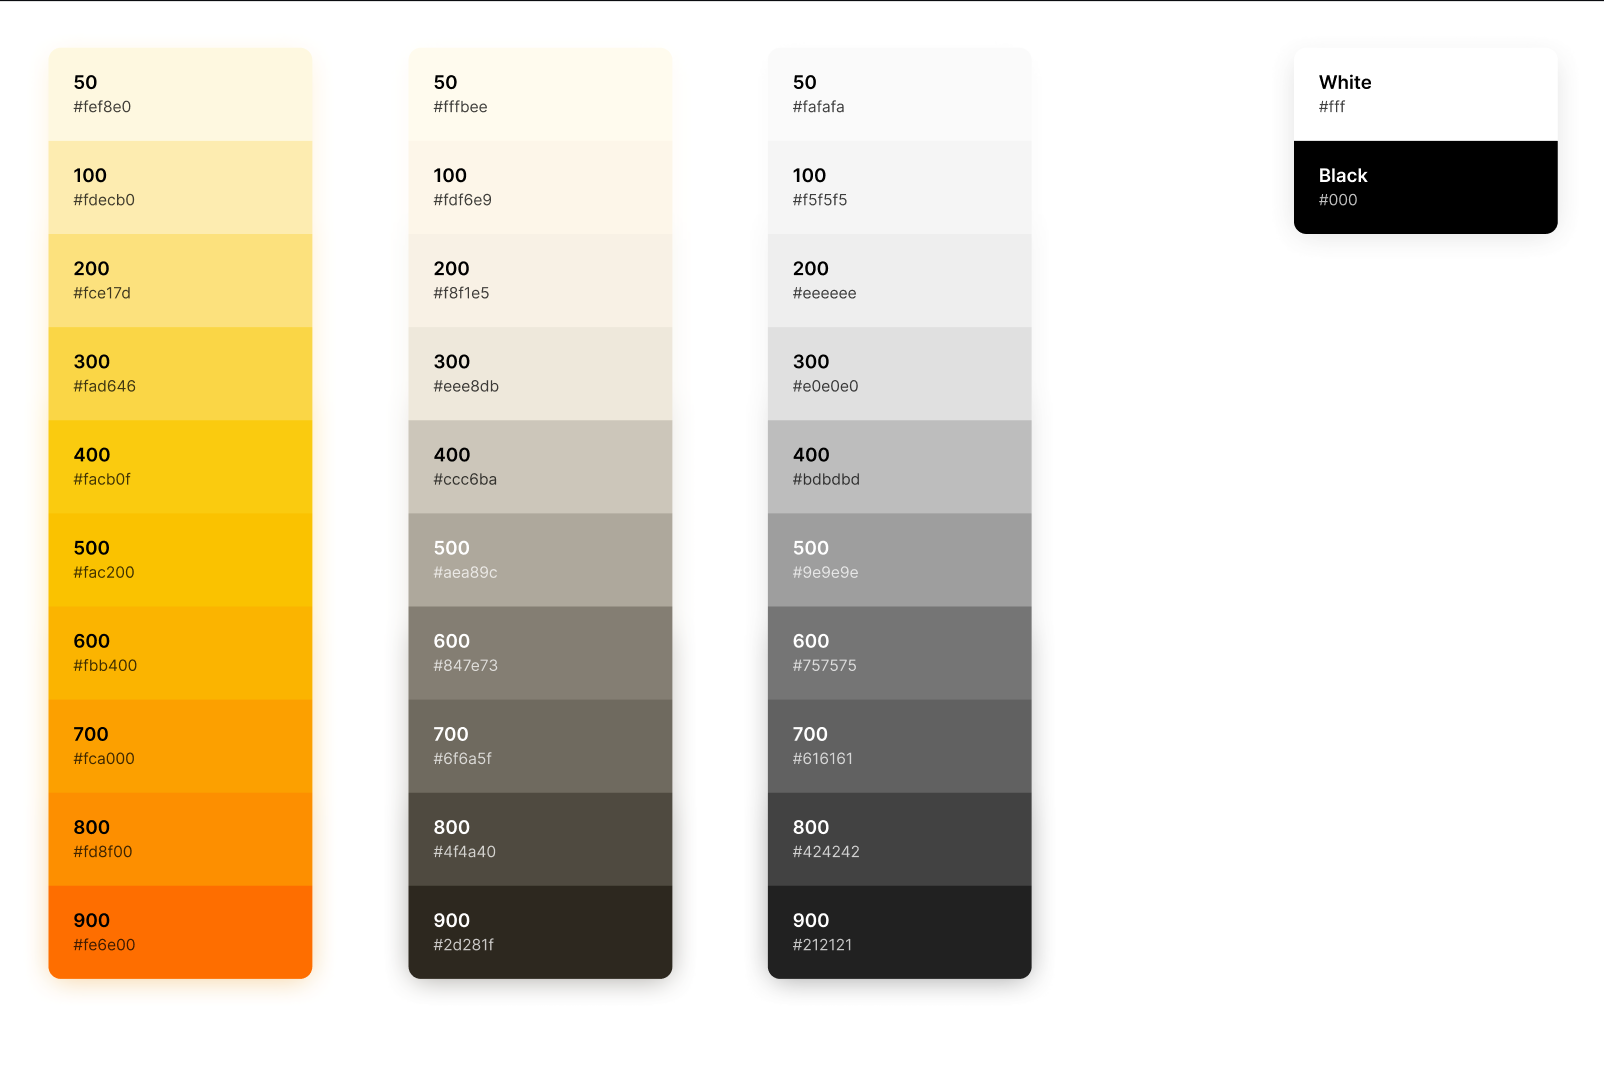 50
#fef8e0
100
#fdecb0
200
#fce17d
300
#fad646
400
#facb0f
500
#fac200
600
#fbb400
700
#fca000
800
#fd8f00
900
#fe6e00
50
#fffbee
100
#fdf6e9
200
#f8f1e5
300
#eee8db
400
#ccc6ba
500
#aea89c
600
#847e73
700
#6f6a5f
800
#4f4a40
900
#2d281f
50
#fafafa
100
#f5f5f5
200
#eeeeee
300
#e0e0e0
400
#bdbdbd
500
#9e9e9e
600
#757575
700
#616161
800
#424242
900
#212121
White
#fff
Black
#000